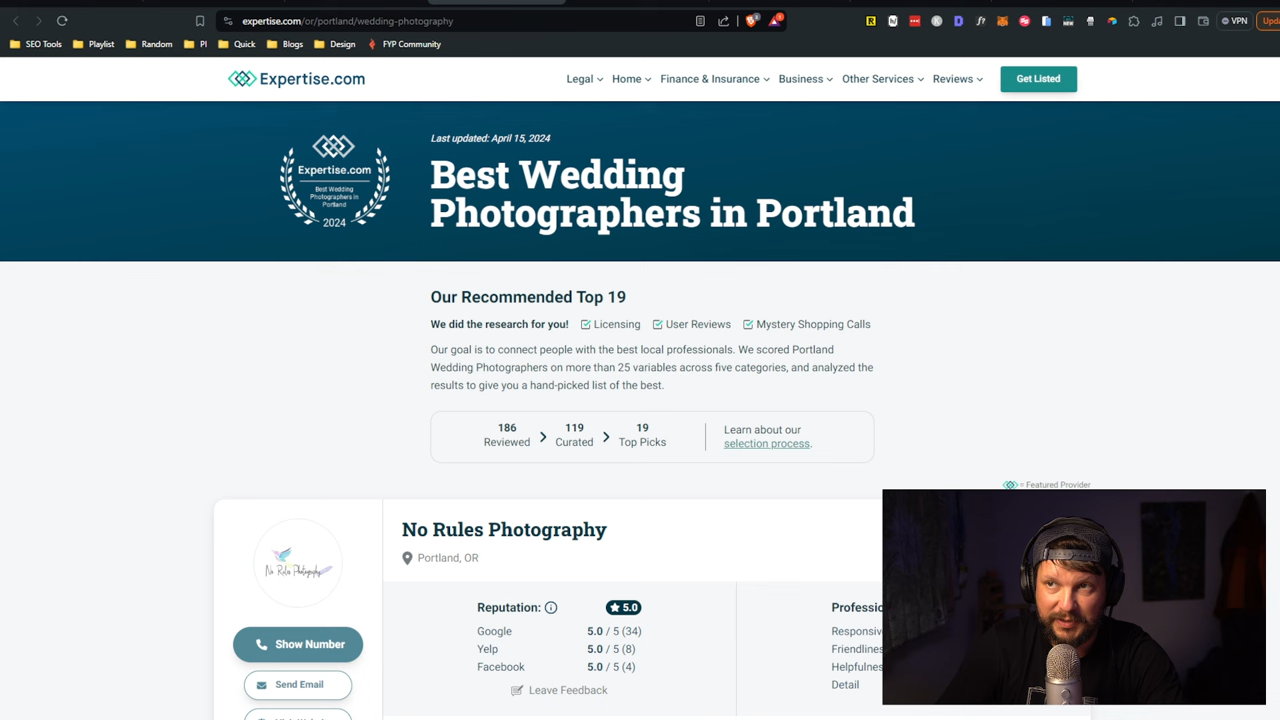 expertise.com/or/portland/wedding-photography
VPN
SEO Tools
Playlist
Random
PI
Quick
Blogs
Design
FYP Community
Expertise.com
Legal
Home
Finance & Insurance
Business
Other Services
Reviews
Get Listed
Expertise.com
Best Wedding
Photographers in
Portland
2024
Last updated: April 15, 2024
Best Wedding
Photographers in Portland
Our Recommended Top 19
We did the research for you! Licensing User Reviews Mystery Shopping Calls
Our goal is to connect people with the best local professionals. We scored Portland
Wedding Photographers on more than 25 variables across five categories, and analyzed the
results to give you a hand-picked list of the best.
186
Reviewed
119
Curated
19
Top Picks
Learn about our
selection process.
= Featured Provider
No Rules Photography
No Rules Photography
Portland, OR
Show Number
Send Email
Reputation: 5.0
Google 5.0 / 5 (34)
Yelp 5.0 / 5 (8)
Facebook 5.0 / 5 (4)
Leave Feedback
Helpfulnes
Detail